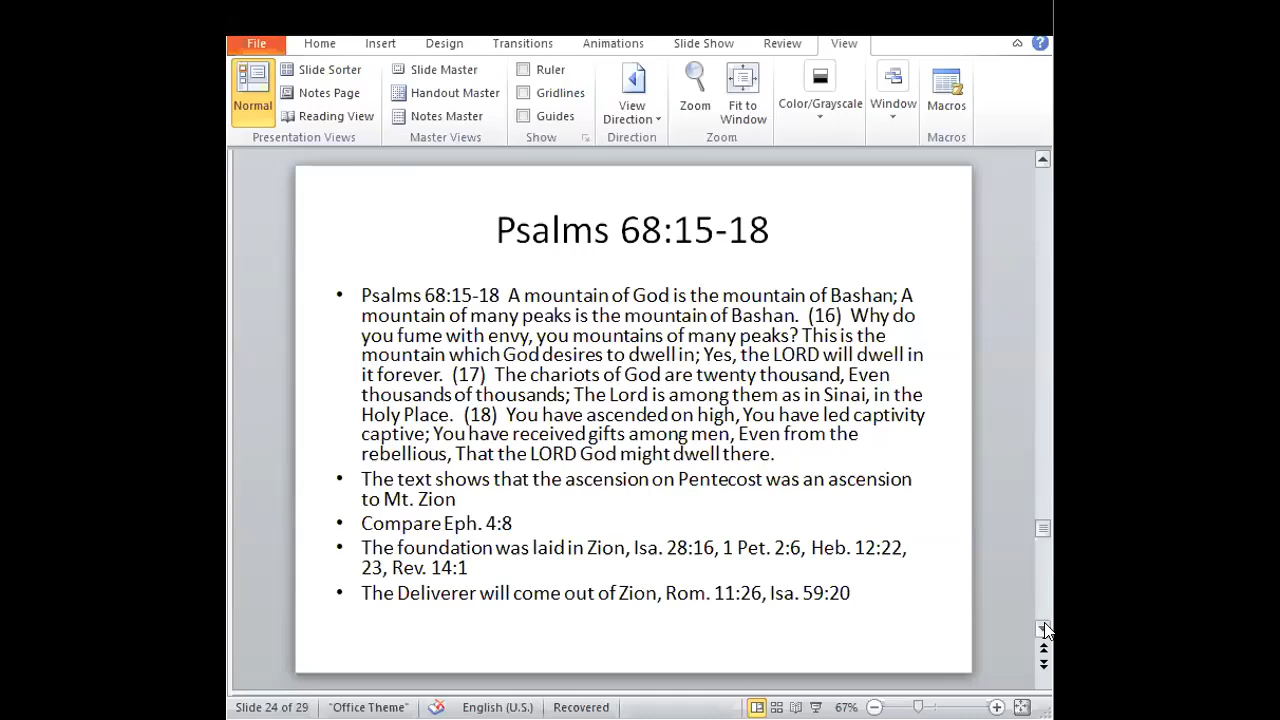 File Home Insert Design Transitions Animations Slide Show Review View
Normal
Slide Sorter
Notes Page
Reading View
Presentation Views
Slide Master
Handout Master
Notes Master
Master Views
Ruler
Gridlines
Guides
Show
View
Direction
Direction
Zoom
Fit to
Window
Zoom
Color/Grayscale
Window
Macros
Macros
Psalms 68:15-18
• Psalms 68:15-18 A mountain of God is the mountain of Bashan; A
mountain of many peaks is the mountain of Bashan. (16) Why do
you fume with envy, you mountains of many peaks? This is the
mountain which God desires to dwell in; Yes, the LORD will dwell in
it forever. (17) The chariots of God are twenty thousand, Even
thousands of thousands; The Lord is among them as in Sinai, in the
Holy Place. (18) You have ascended on high, You have led captivity
captive; You have received gifts among men, Even from the
rebellious, That the LORD God might dwell there.
• The text shows that the ascension on Pentecost was an ascension
to Mt. Zion
• Compare Eph. 4:8
• The foundation was laid in Zion, Isa. 28:16, 1 Pet. 2:6, Heb. 12:22,
23, Rev. 14:1
• The Deliverer will come out of Zion, Rom. 11:26, Isa. 59:20
Slide 24 of 29 "Office Theme" English (U.S.) Recovered 67%